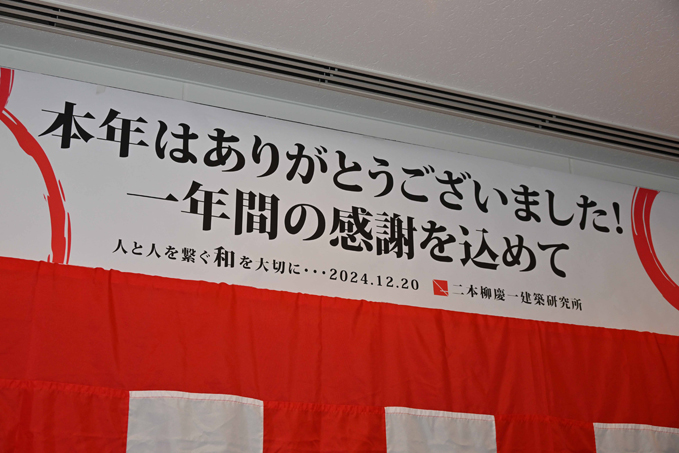 本年はありがとうございました!
一年間の感謝を込めて
人と人を繋ぐ和を大切に・・・2024.12.20 二本柳慶一建築研究所